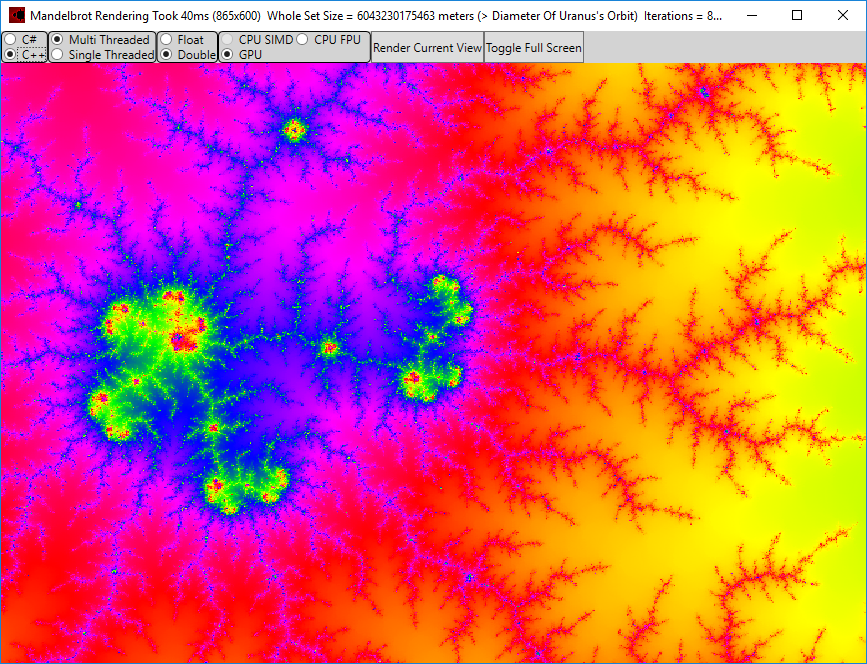 Mandelbrot Rendering Took 40ms (865x600)  Whole Set Size = 6043230175463 meters (> Diameter Of Uranus's Orbit)  Iterations = 8...
C# Multi Threaded Float CPU SIMD CPU FPU
C++ Single Threaded Double GPU Render Current View Toggle Full Screen